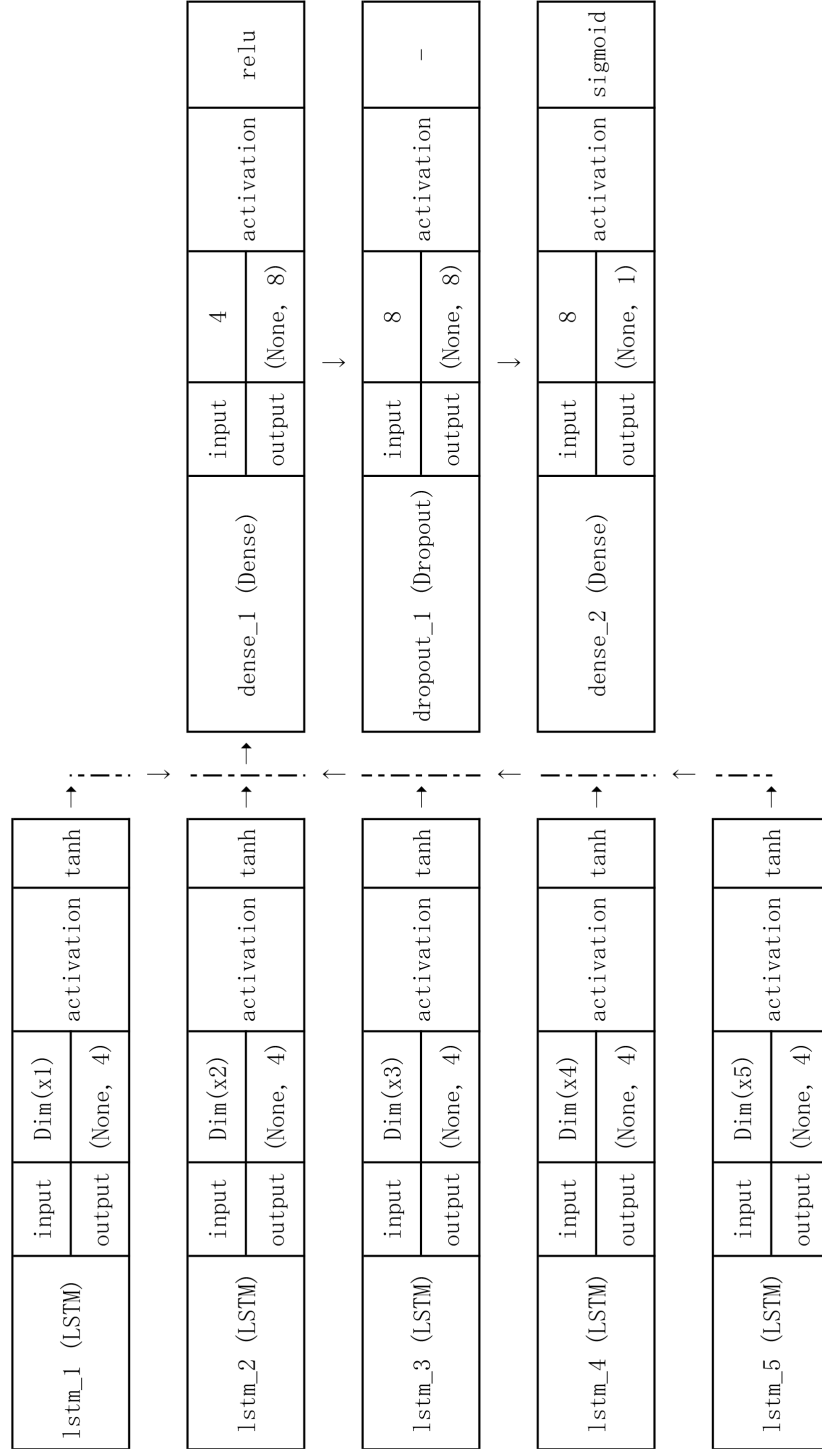 lstm_1 (LSTM)
input
Dim(x1)
output
(None, 4)
activation
tanh
lstm_2 (LSTM)
input
Dim(x2)
output
(None, 4)
activation
tanh
lstm_3 (LSTM)
input
Dim(x3)
output
(None, 4)
activation
tanh
lstm_4 (LSTM)
input
Dim(x4)
output
(None, 4)
activation
tanh
lstm_5 (LSTM)
input
Dim(x5)
output
(None, 4)
activation
tanh
dense_1 (Dense)
input
4
output
(None, 8)
activation
relu
dropout_1 (Dropout)
input
8
output
(None, 8)
activation
-
dense_2 (Dense)
input
8
output
(None, 1)
activation
sigmoid